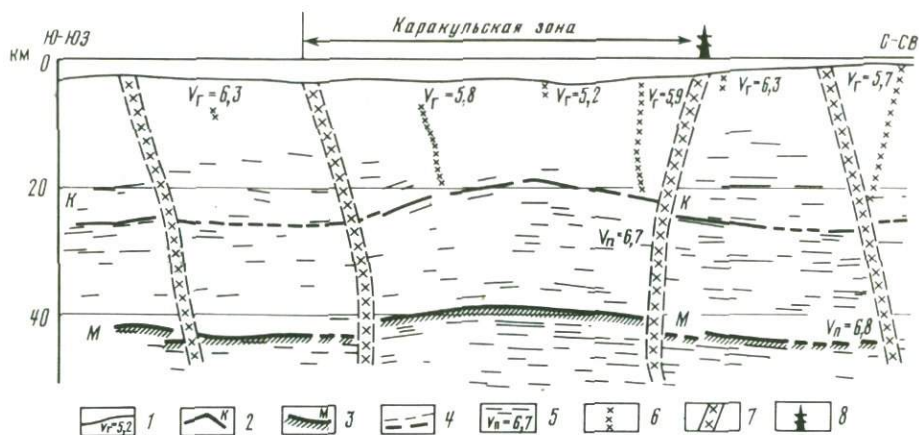 Каракульская зона
Ю-ЮЗ
С-СВ
км
0
Vг=6,3
Vг=5,8
Vг=5,2
Vг=5,9
Vг=6,3
Vг=5,7
20
К
К
Vп=6,7
40
М
М
Vп=6,8
Vг=5,2 1 К 2 М 3 4 Vп=6,7 5 6 7 8